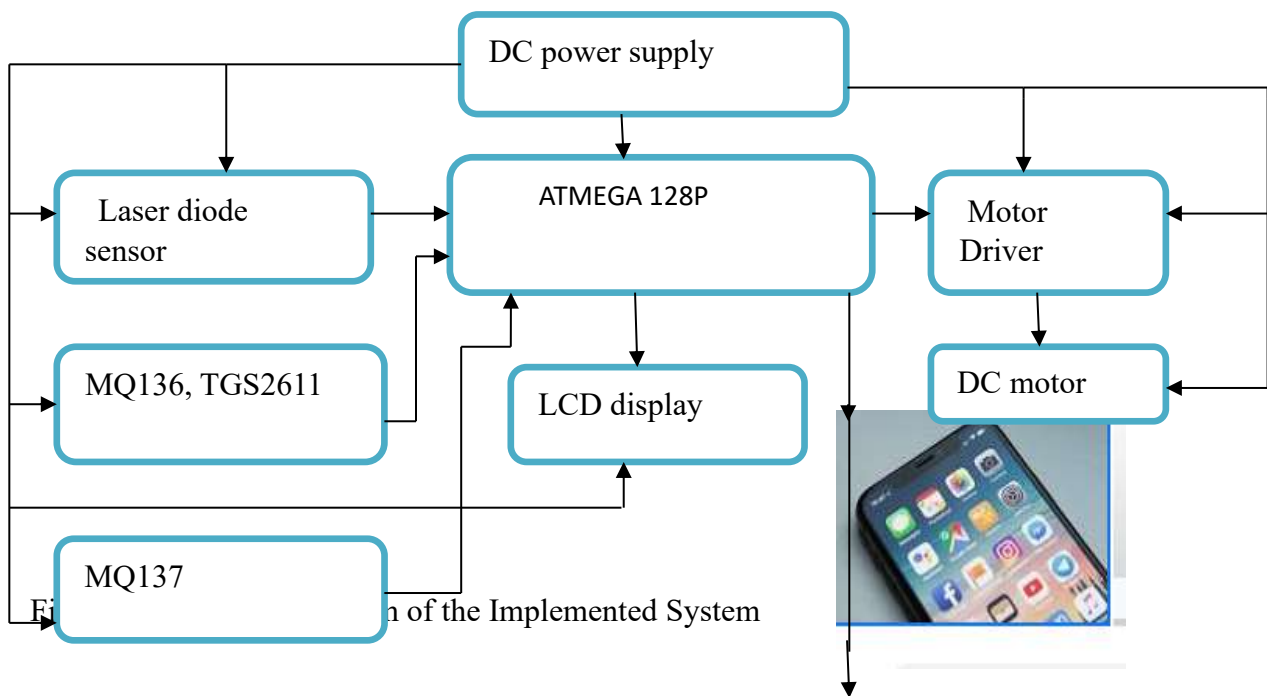 DC power supply
ATMEGA 128P
Laser diode
sensor
Motor
Driver
MQ136, TGS2611
LCD display
DC motor
MQ137
of the Implemented System